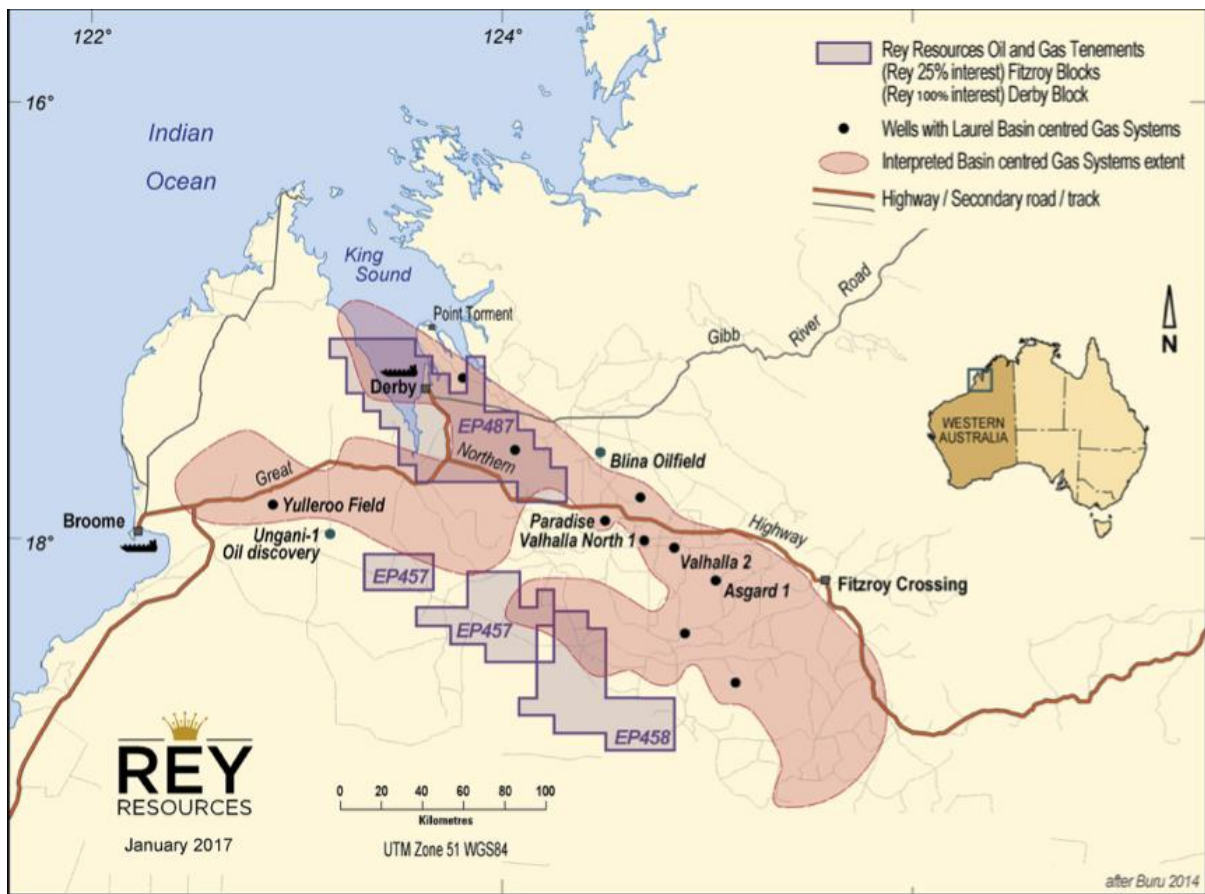 122°
124°
16°
18°
Indian
Ocean
Rey Resources Oil and Gas Tenements
(Rey 25% interest) Fitzroy Blocks
(Rey 100% interest) Derby Block
Wells with Laurel Basin centred Gas Systems
Interpreted Basin centred Gas Systems extent
Highway / Secondary road / track
King
Sound
Point Torment
Gibb River Road
N
WESTERN
AUSTRALIA
Derby
EP487
Great Northern Highway
Blina Oilfield
Yulleroo Field
Broome
Ungani-1
Oil discovery
Paradise
Valhalla North 1
Valhalla 2
Asgard 1
Fitzroy Crossing
EP457
EP457
EP458
REY
RESOURCES
January 2017
0 20 40 60 80 100
Kilometres
UTM Zone 51 WGS84
after Buru 2014